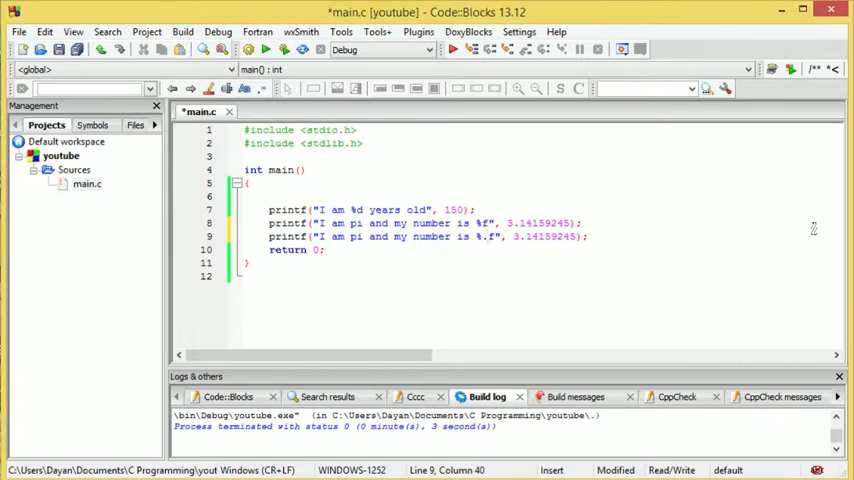 *main.c [youtube] - Code::Blocks 13.12
File Edit View Search Project Build Debug Fortran wxSmith Tools Tools+ Plugins DoxyBlocks Settings Help
Debug
<global> main() : int /** *<
S C
Management
Projects Symbols Files
Default workspace
youtube
Sources
main.c
*main.c
1 #include <stdio.h>
2 #include <stdlib.h>
3
4 int main()
5 {
6
7 printf("I am %d years old", 150);
8 printf("I am pi and my number is %f", 3.14159245);
9 printf("I am pi and my number is %.f", 3.14159245);
10 return 0;
11 }
12
Logs & others
Code::Blocks Search results Cccc Build log Build messages CppCheck CppCheck messages
\bin\Debug\youtube.exe" (in C:\Users\Dayan\Documents\C Programming\youtube\.)
Process terminated with status 0 (0 minute(s), 3 second(s))
C:\Users\Dayan\Documents\C Programming\yout Windows (CR+LF) WINDOWS-1252 Line 9, Column 40 Insert Modified Read/Write default